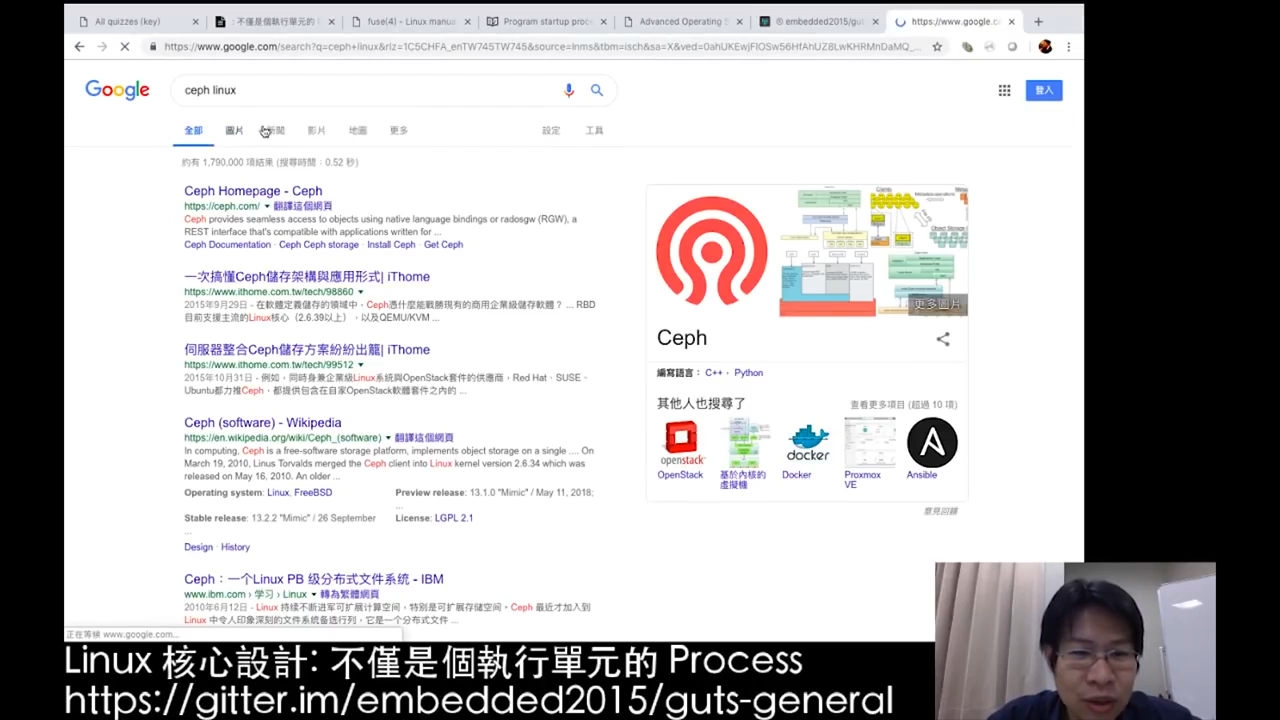 All quizzes (key)
: 不僅是個執行單元的
fuse(4) - Linux manua
Program startup proc
Advanced Operating S
® embedded2015/gut
https://www.google.co
https://www.google.com/search?q=ceph+linux&rlz=1C5CHFA_enTW745TW745&source=lnms&tbm=isch&sa=X&ved=0ahUKEwjFlOSw56HfAhUZ8LwKHRMnDaMQ_...
Google
ceph linux
登入
全部
圖片
新聞
影片
地圖
更多
設定
工具
約有 1,790,000 項結果 (搜尋時間：0.52 秒)
Ceph Homepage - Ceph
https://ceph.com/ ▾ 翻譯這個網頁
Ceph provides seamless access to objects using native language bindings or radosgw (RGW), a
REST interface that's compatible with applications written for ...
Ceph Documentation · Ceph Ceph storage · Install Ceph · Get Ceph
一次搞懂Ceph儲存架構與應用形式| iThome
https://www.ithome.com.tw/tech/98860 ▾
2015年9月29日 - 在軟體定義儲存的領域中，Ceph憑什麼能戰勝現有的商用企業級儲存軟體？ ... RBD
目前支援主流的Linux核心（2.6.39以上），以及QEMU/KVM ...
伺服器整合Ceph儲存方案紛紛出籠| iThome
https://www.ithome.com.tw/tech/99512 ▾
2015年10月31日 - 例如，同時身兼企業級Linux系統與OpenStack套件的供應商，Red Hat、SUSE、
Ubuntu都力推Ceph，都提供包含在自家OpenStack軟體套件之內的 ...
Ceph (software) - Wikipedia
https://en.wikipedia.org/wiki/Ceph_(software) ▾ 翻譯這個網頁
In computing, Ceph is a free-software storage platform, implements object storage on a single .... On
March 19, 2010, Linus Torvalds merged the Ceph client into Linux kernel version 2.6.34 which was
released on May 16, 2010. An older ...
Operating system: Linux, FreeBSD
Preview release: 13.1.0 "Mimic" / May 11, 2018;
...
Stable release: 13.2.2 "Mimic" / 26 September
...
License: LGPL 2.1
Design · History
Ceph：一个Linux PB 级分布式文件系统 - IBM
www.ibm.com › 学习 › Linux ▾ 轉為繁體網頁
2010年6月12日 - Linux 持续不断进军可扩展计算空间，特别是可扩展存储空间。Ceph 最近才加入到
Linux 中令人印象深刻的文件系统备选行列，它是一个分布式文件 ...
正在等候 www.google.com...
更多圖片
Ceph
編寫語言： C++、Python
其他人也搜尋了
查看更多項目 (超過 10 項)
openstack
docker
OpenStack
基於內核的
虛擬機
Docker
Proxmox
VE
Ansible
意見回饋
Linux 核心設計: 不僅是個執行單元的 Process
https://gitter.im/embedded2015/guts-general